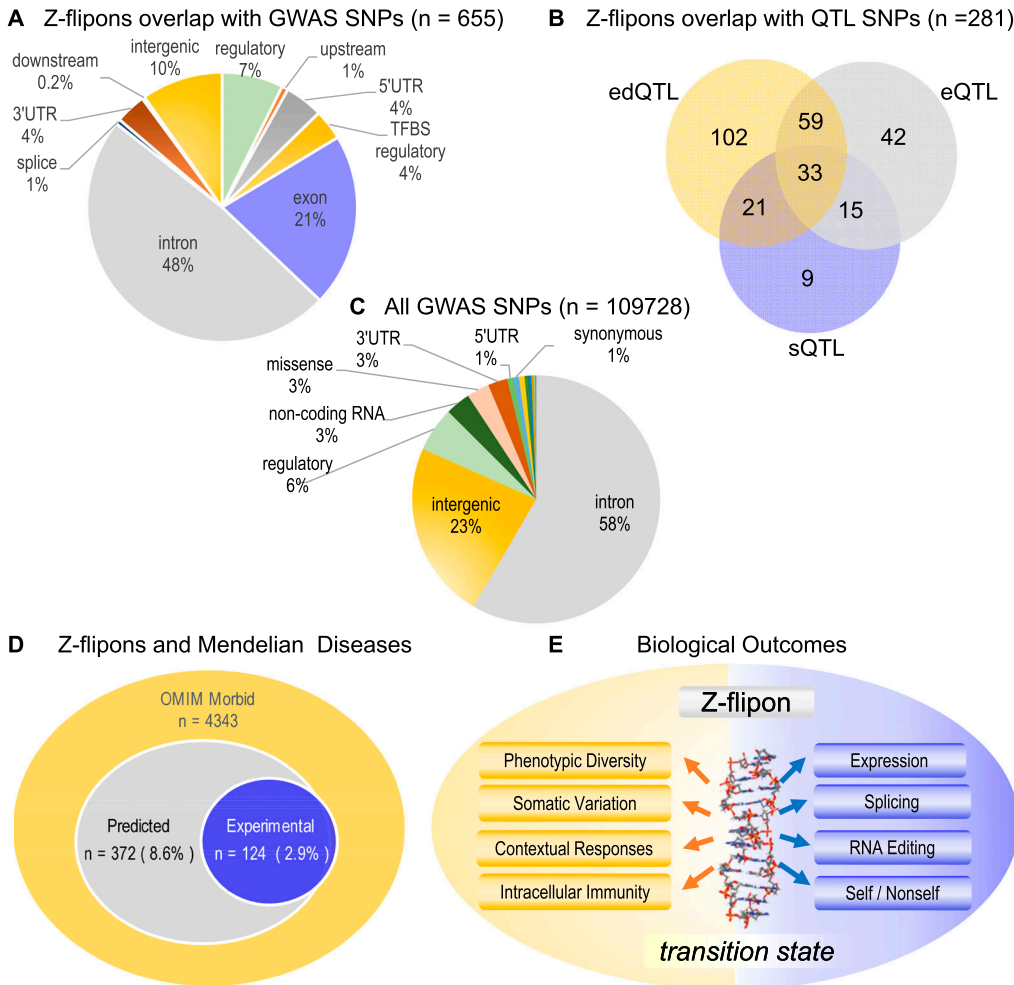 A Z-flipons overlap with GWAS SNPs (n = 655)
downstream
0.2%
intergenic
10%
regulatory
7%
upstream
1%
5'UTR
4%
TFBS
regulatory
4%
3'UTR
4%
splice
1%
exon
21%
intron
48%
B Z-flipons overlap with QTL SNPs (n =281)
edQTL
eQTL
102
59
42
33
21
15
9
sQTL
C All GWAS SNPs (n = 109728)
3'UTR
3%
5'UTR
1%
synonymous
1%
missense
3%
non-coding RNA
3%
regulatory
6%
intergenic
23%
intron
58%
D Z-flipons and Mendelian Diseases
OMIM Morbid
n = 4343
Predicted
n = 372 ( 8.6% )
Experimental
n = 124 ( 2.9% )
E Biological Outcomes
Z-flipon
Phenotypic Diversity
Somatic Variation
Contextual Responses
Intracellular Immunity
Expression
Splicing
RNA Editing
Self / Nonself
transition state